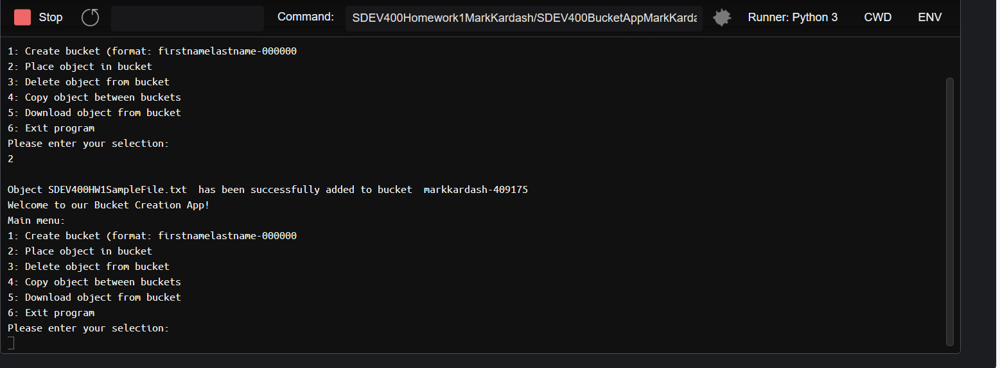 Stop Command: SDEV400Homework1MarkKardash/SDEV400BucketAppMarkKarda Runner: Python 3 CWD ENV
1: Create bucket (format: firstnamelastname-000000
2: Place object in bucket
3: Delete object from bucket
4: Copy object between buckets
5: Download object from bucket
6: Exit program
Please enter your selection:
2
Object SDEV400HW1SampleFile.txt  has been successfully added to bucket  markkardash-409175
Welcome to our Bucket Creation App!
Main menu:
1: Create bucket (format: firstnamelastname-000000
2: Place object in bucket
3: Delete object from bucket
4: Copy object between buckets
5: Download object from bucket
6: Exit program
Please enter your selection: